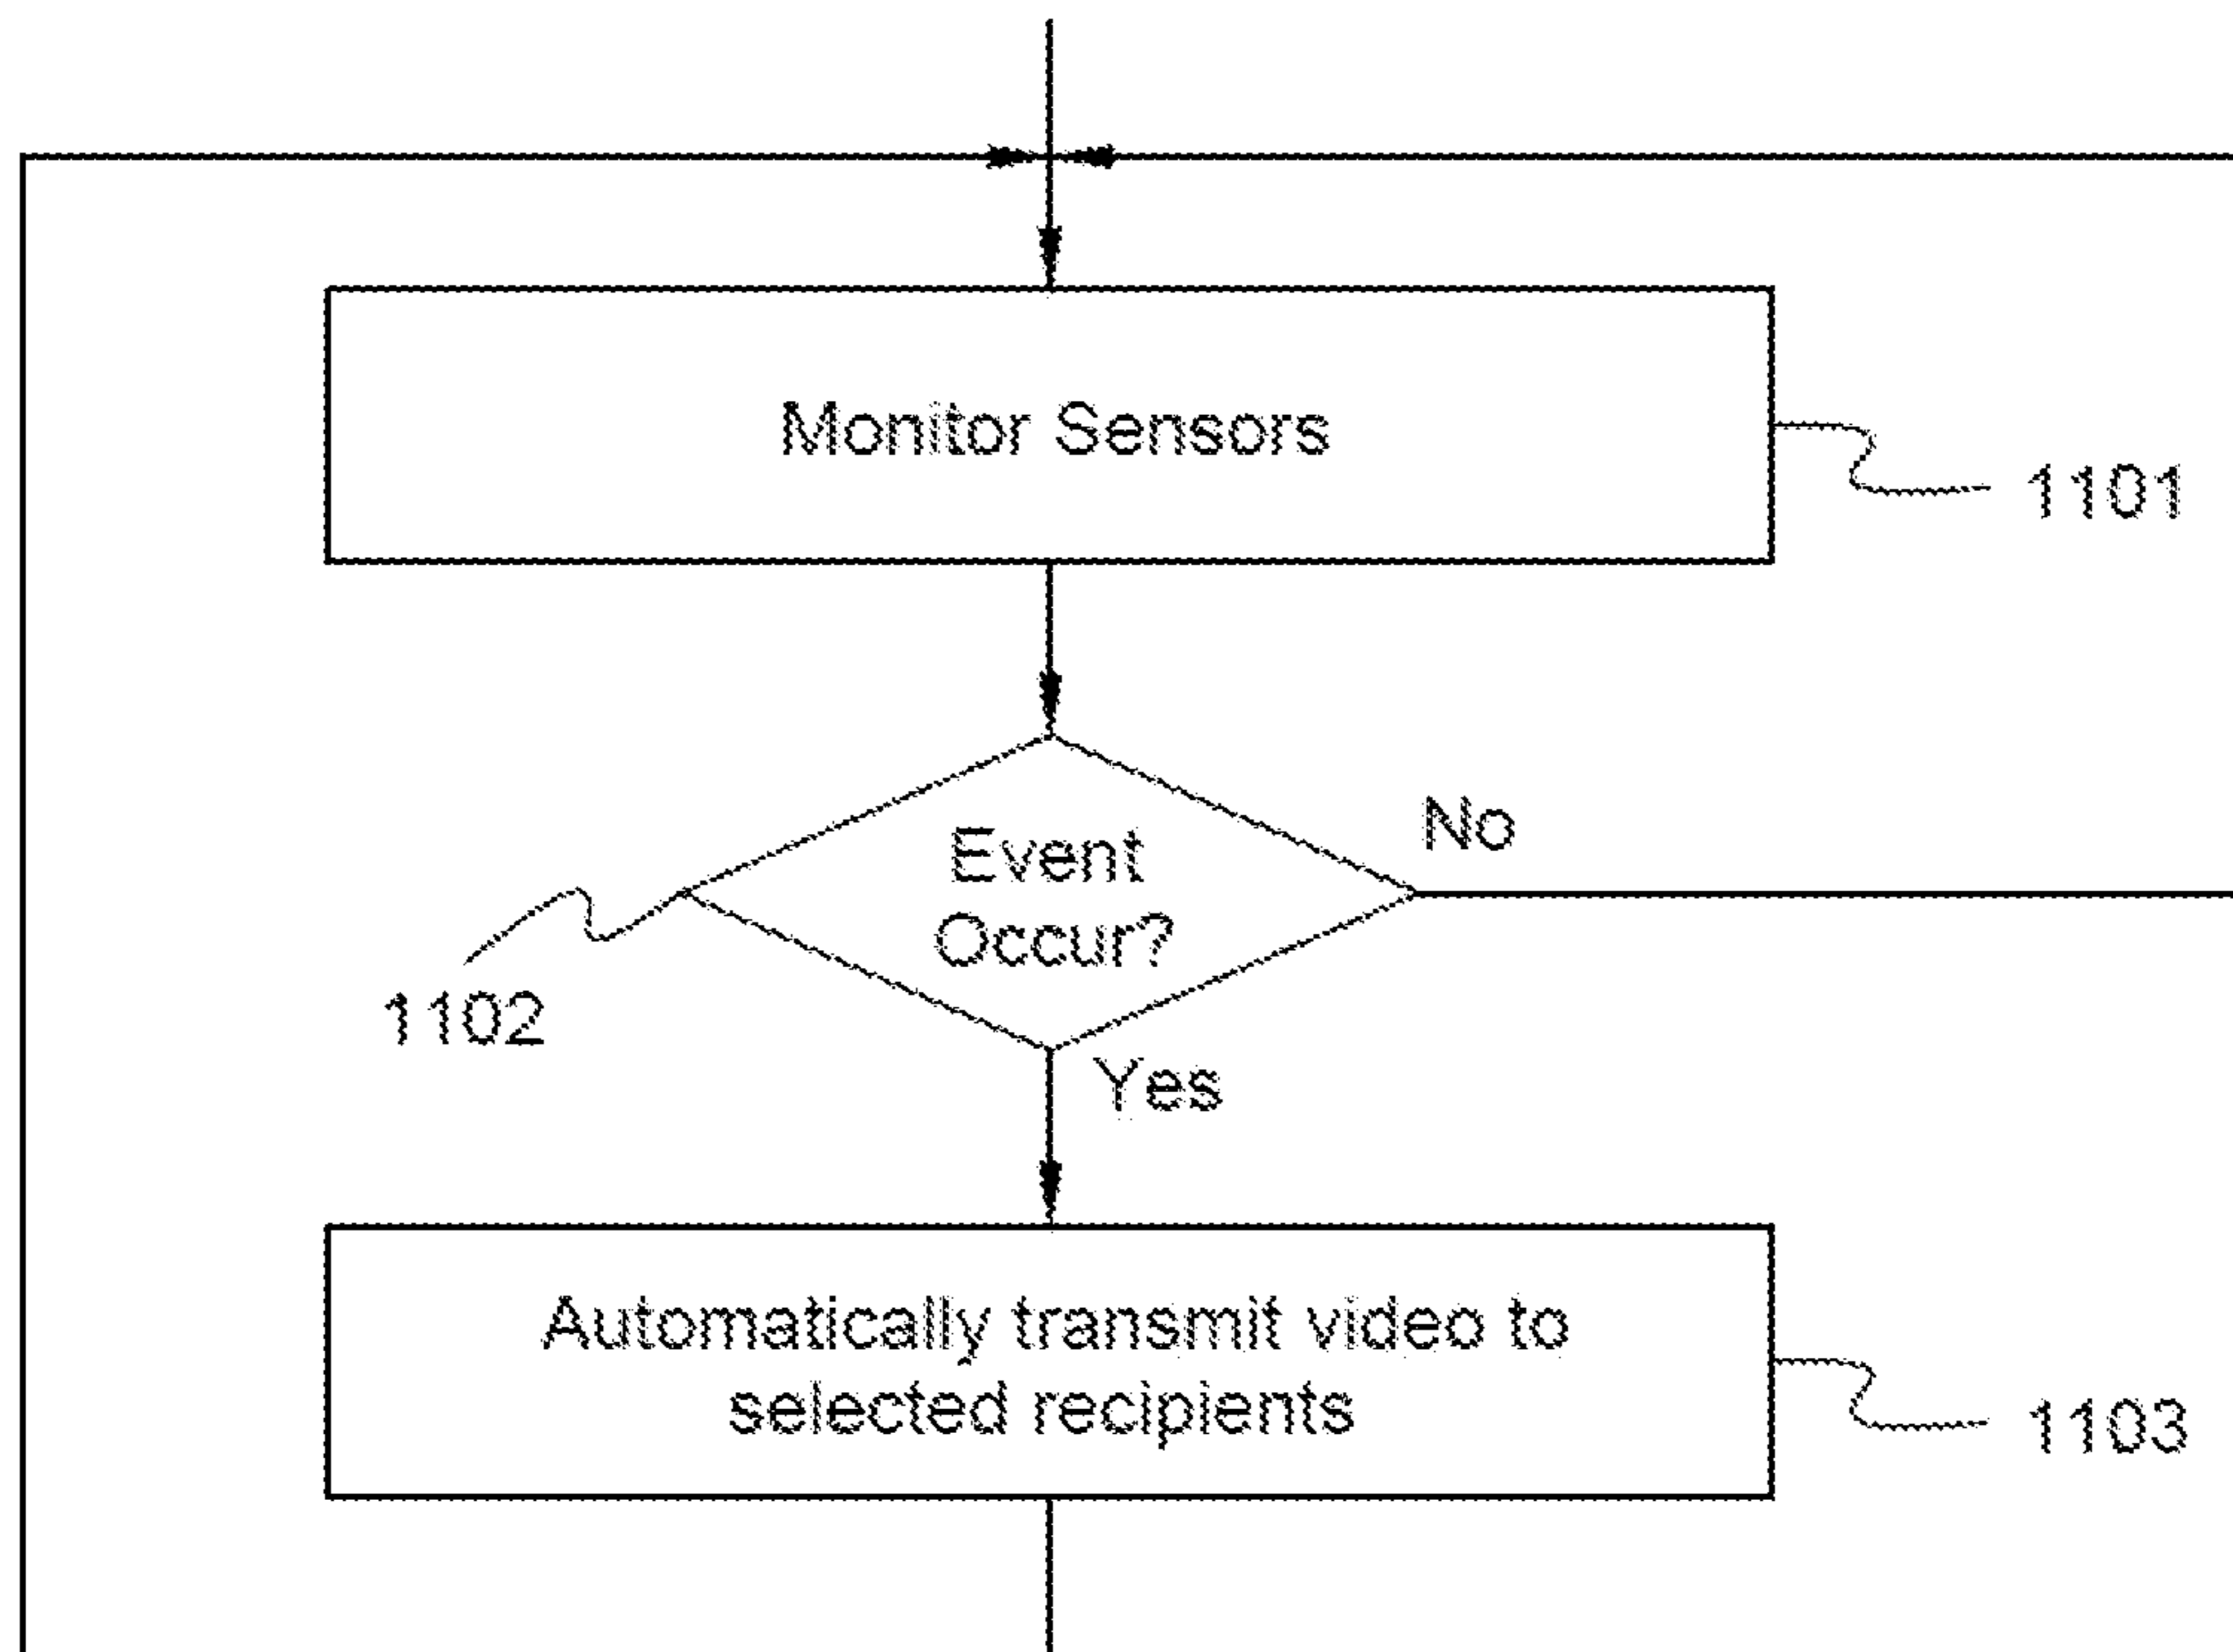 Monitor Sensors
1101
Event
Occur?
No
1102
Yes
Automatically transmit video to
selected recipients
1103